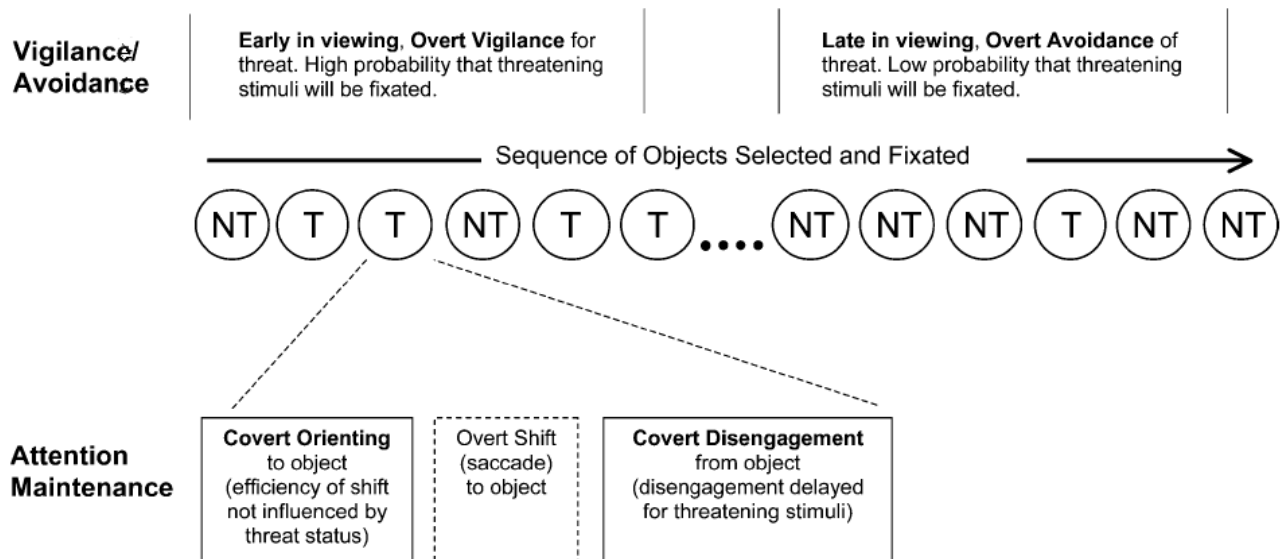 Vigilance/
Avoidance
Early in viewing, Overt Vigilance for
threat. High probability that threatening
stimuli will be fixated.
Late in viewing, Overt Avoidance of
threat. Low probability that threatening
stimuli will be fixated.
Sequence of Objects Selected and Fixated
NT T T NT T T .... NT NT NT T NT NT
Attention
Maintenance
Covert Orienting
to object
(efficiency of shift
not influenced by
threat status)
Overt Shift
(saccade)
to object
Covert Disengagement
from object
(disengagement delayed
for threatening stimuli)